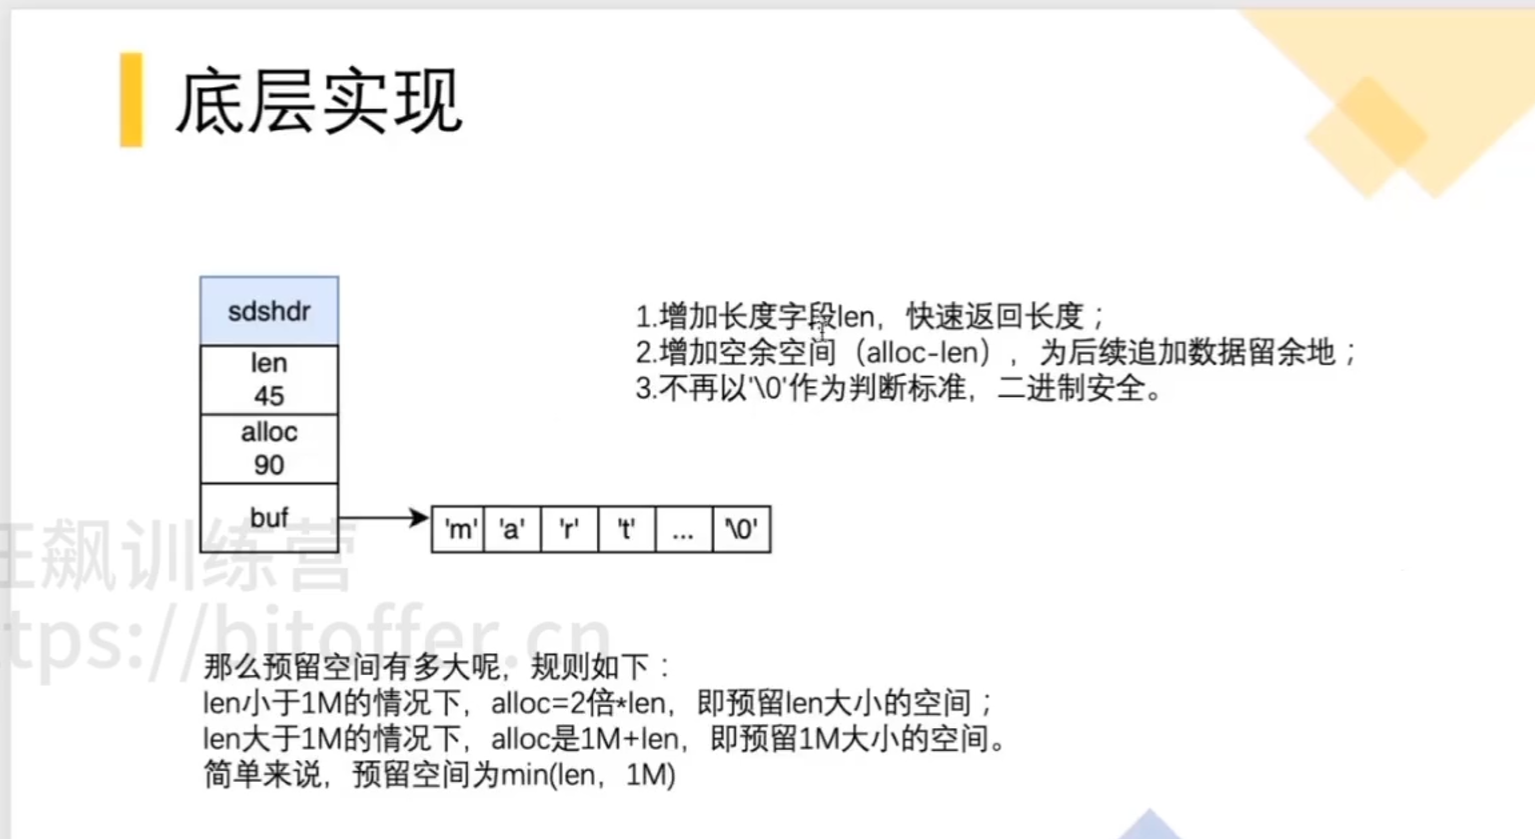 底层实现
sdshdr
len
45
alloc
90
buf
'm' 'a' 'r' 't' ... '\0'
1.增加长度字段len，快速返回长度；
2.增加空余空间（alloc-len），为后续追加数据留余地；
3.不再以'\0'作为判断标准，二进制安全。
狂飙训练营
ttps://bitoffer.cn
那么预留空间有多大呢，规则如下：
len小于1M的情况下，alloc=2倍*len，即预留len大小的空间；
len大于1M的情况下，alloc是1M+len，即预留1M大小的空间。
简单来说，预留空间为min(len，1M)